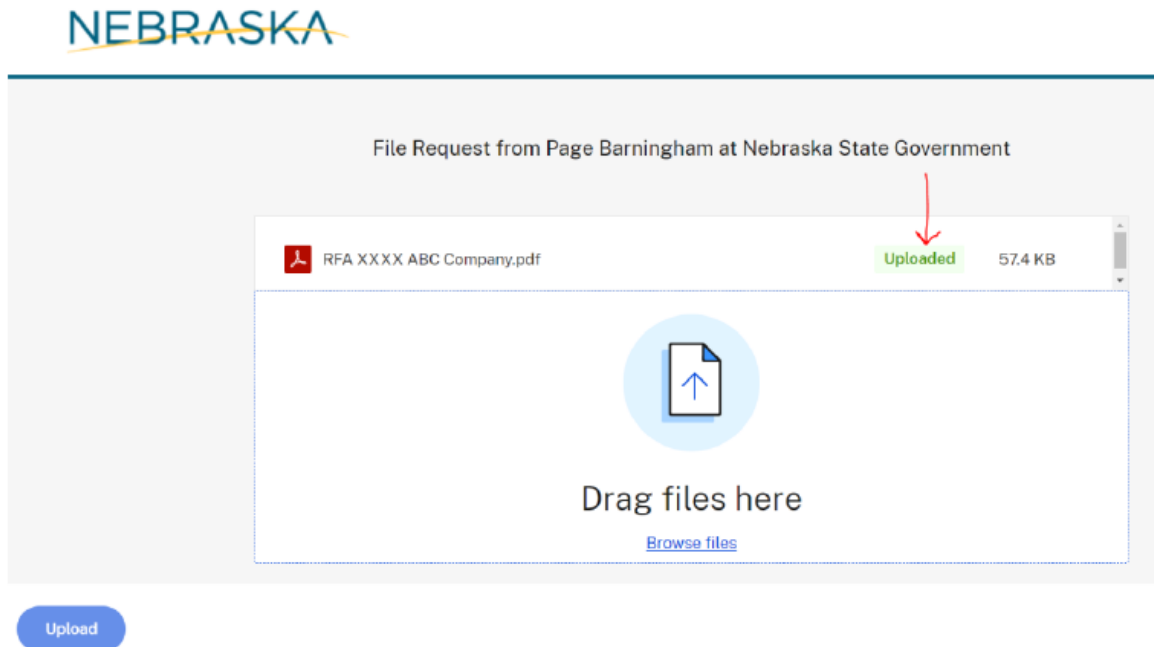 NEBRASKA
File Request from Page Barningham at Nebraska State Government
RFA XXXX ABC Company.pdf Uploaded 57.4 KB
Drag files here
Browse files
Upload